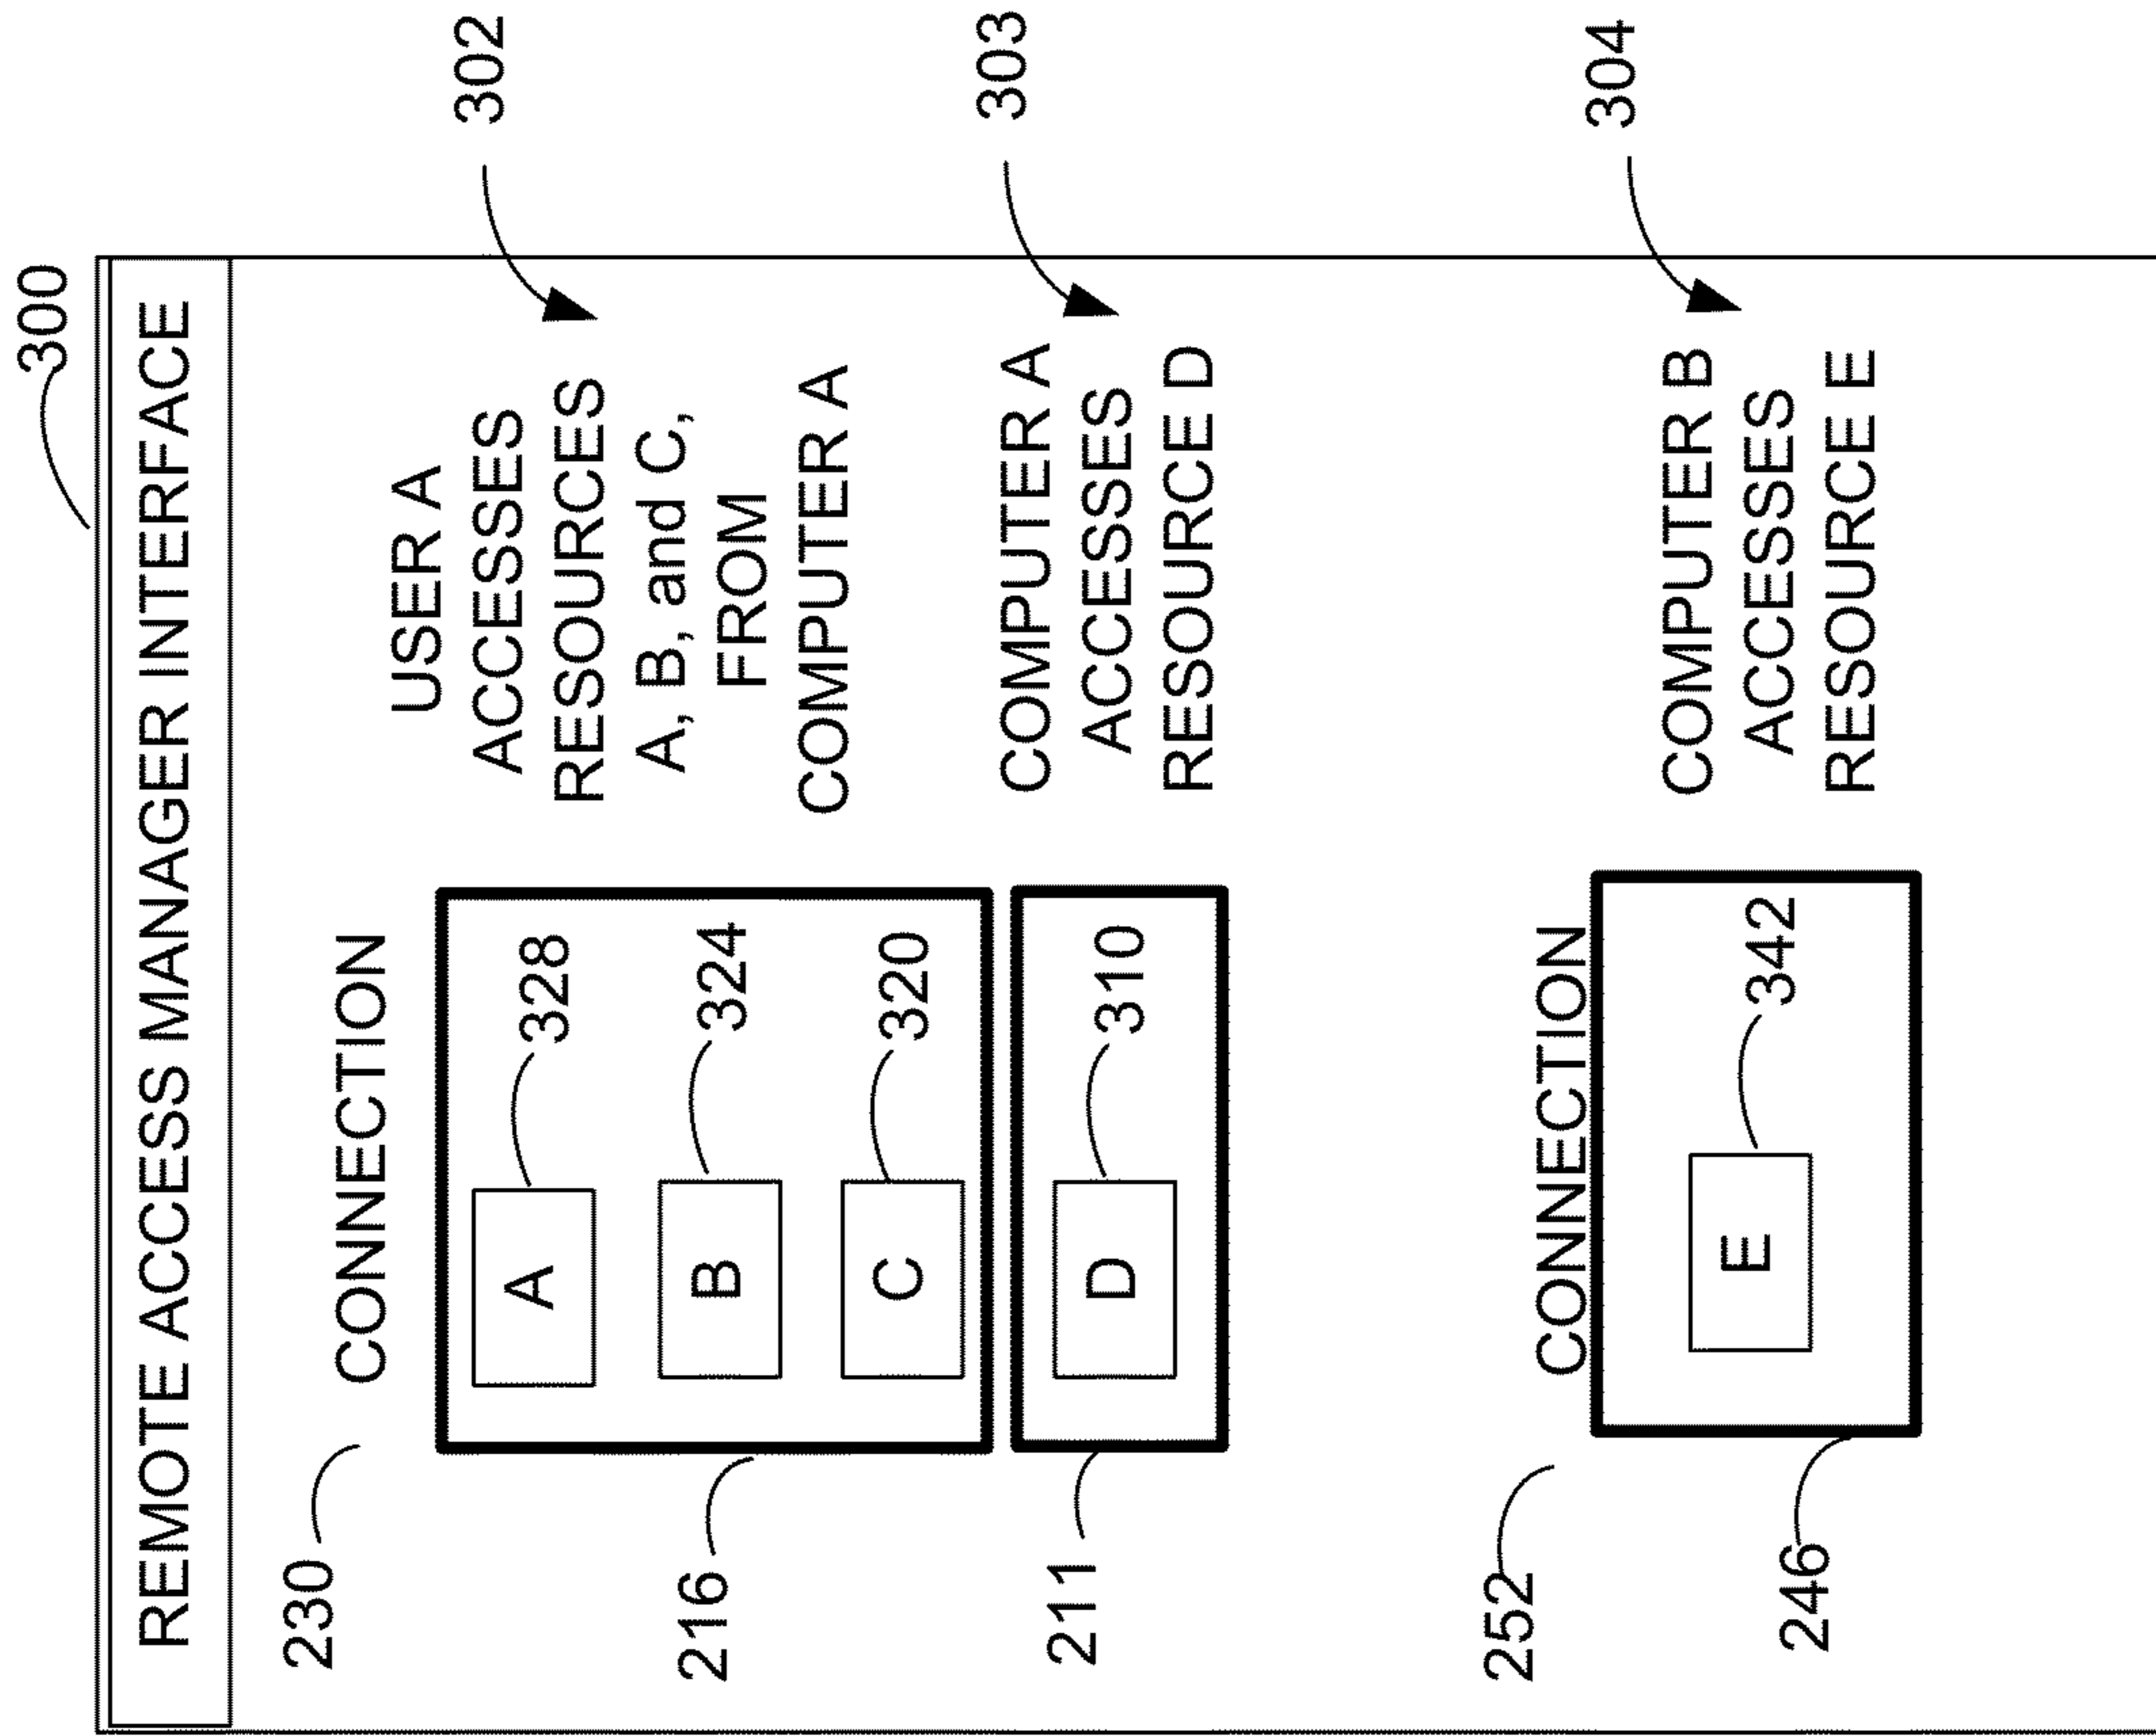 300
REMOTE ACCESS MANAGER INTERFACE
230
CONNECTION
USER A
ACCESSES
RESOURCES
A, B, and C,
FROM
COMPUTER A
302
A
328
216
B
324
C
320
211
D
310
COMPUTER A
ACCESSES
RESOURCE D
303
252
CONNECTION
246
E
342
COMPUTER B
ACCESSES
RESOURCE E
304